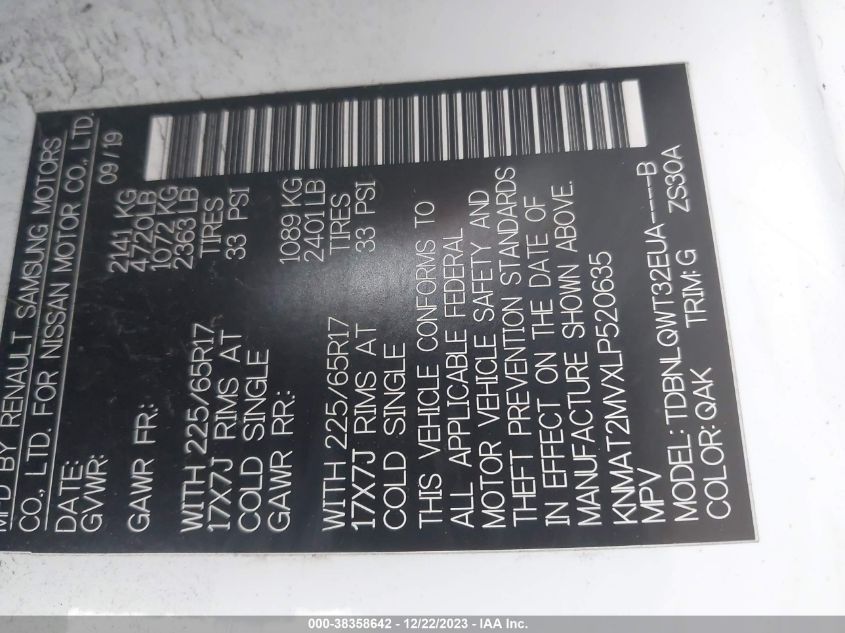 MFD BY RENAULT SAMSUNG MOTORS
CO., LTD. FOR NISSAN MOTOR CO., LTD.
DATE: 09/19
GVWR: 2141 KG
4720LB
GAWR FR.: 1072 KG
2363 LB
WITH 225/65R17 TIRES
17X7J RIMS AT 33 PSI
COLD SINGLE
GAWR RR.: 1089 KG
2401LB
WITH 225/65R17 TIRES
17X7J RIMS AT 33 PSI
COLD SINGLE
THIS VEHICLE CONFORMS TO
ALL APPLICABLE FEDERAL
MOTOR VEHICLE SAFETY AND
THEFT PREVENTION STANDARDS
IN EFFECT ON THE DATE OF
MANUFACTURE SHOWN ABOVE.
KNMAT2MVXLP520635
MPV
MODEL: TDBNLQWT32EUA----B
COLOR: QAK TRIM:G ZS30A
000-38358642 - 12/22/2023 - IAA Inc.